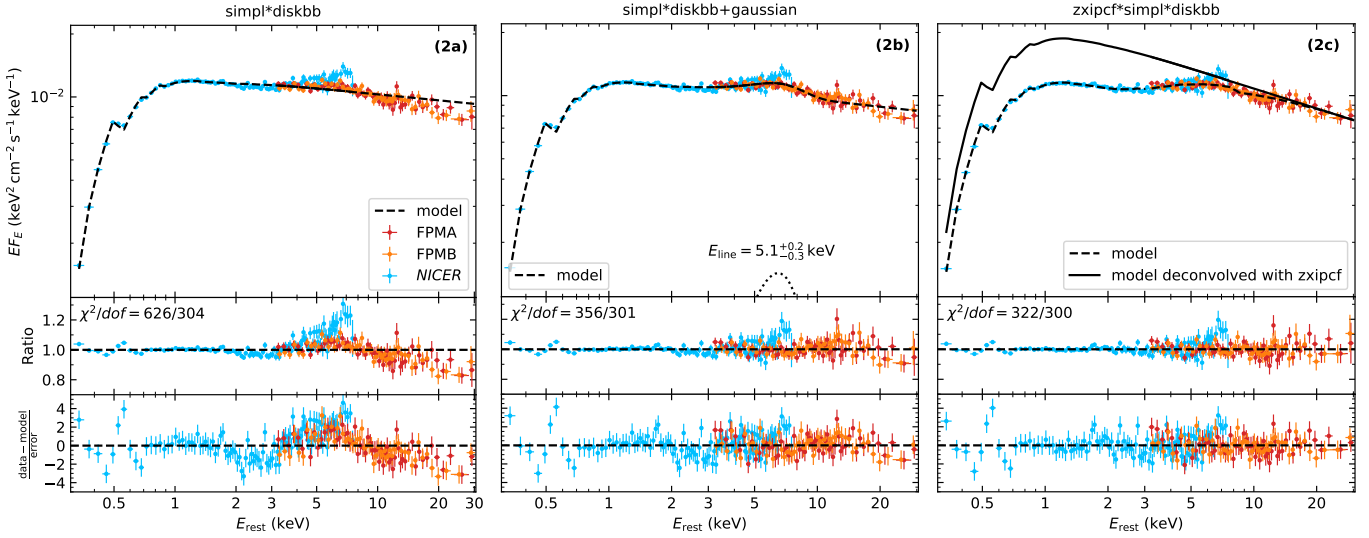 simpl*diskbb
simpl*diskbb+gaussian
zxipcf*simpl*diskbb
(2a)
(2b)
(2c)
10⁻²
EF_E (keV² cm⁻² s⁻¹ keV⁻¹)
model
FPMA
FPMB
NICER
E_line = 5.1^{+0.2}_{−0.3} keV
model
model
model deconvolved with zxipcf
χ²/dof = 626/304
χ²/dof = 356/301
χ²/dof = 322/300
Ratio
1.2
1.0
0.8
data − model
error
4
2
0
−2
−4
0.5 1 2 3 5 10 20 30
0.5 1 2 3 5 10 20
0.5 1 2 3 5 10 20
E_rest (keV)
E_rest (keV)
E_rest (keV)